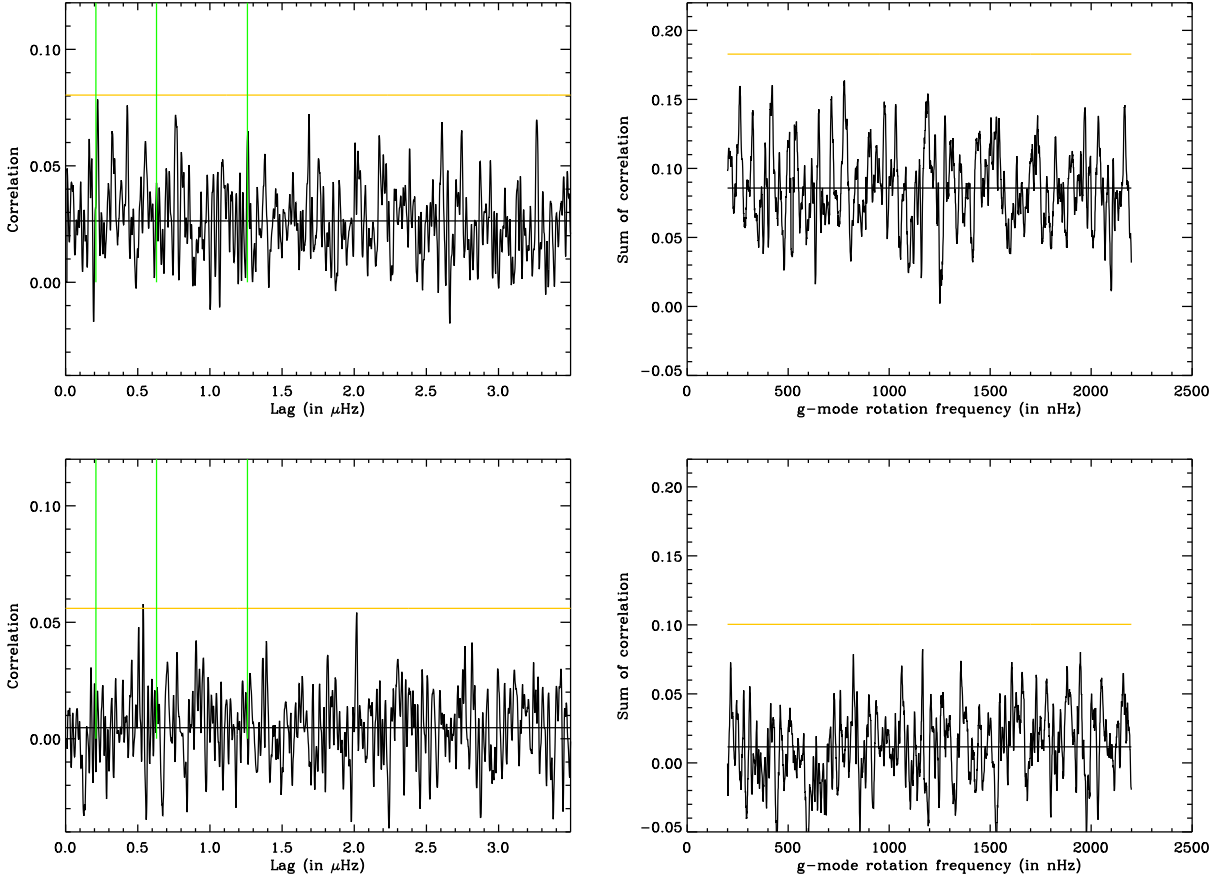 0.10
0.05
0.00
Correlation
0.0 0.5 1.0 1.5 2.0 2.5 3.0
Lag (in μHz)
0.20
0.15
0.10
0.05
0.00
−0.05
Sum of correlation
0 500 1000 1500 2000 2500
g-mode rotation frequency (in nHz)
0.10
0.05
0.00
Correlation
0.0 0.5 1.0 1.5 2.0 2.5 3.0
Lag (in μHz)
0.20
0.15
0.10
0.05
0.00
−0.05
Sum of correlation
0 500 1000 1500 2000 2500
g-mode rotation frequency (in nHz)